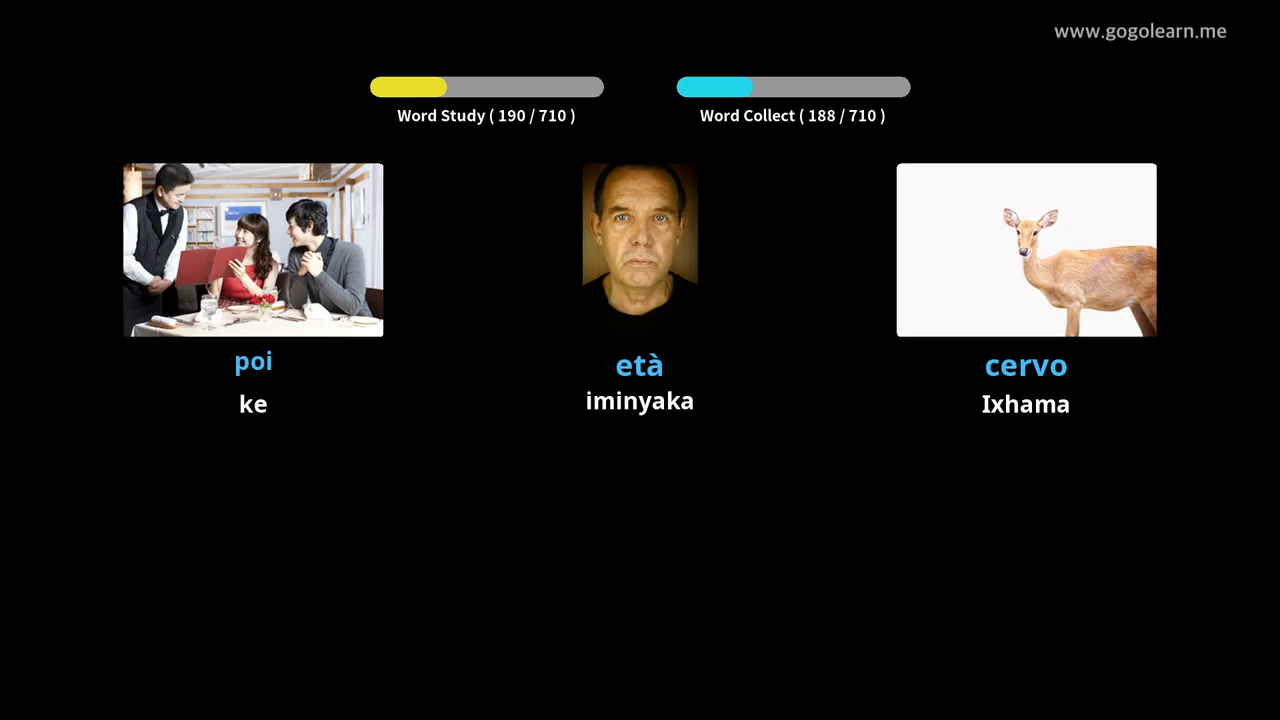 www.gogolearn.me
Word Study ( 190 / 710 )
Word Collect ( 188 / 710 )
poi
età
cervo
ke
iminyaka
Ixhama